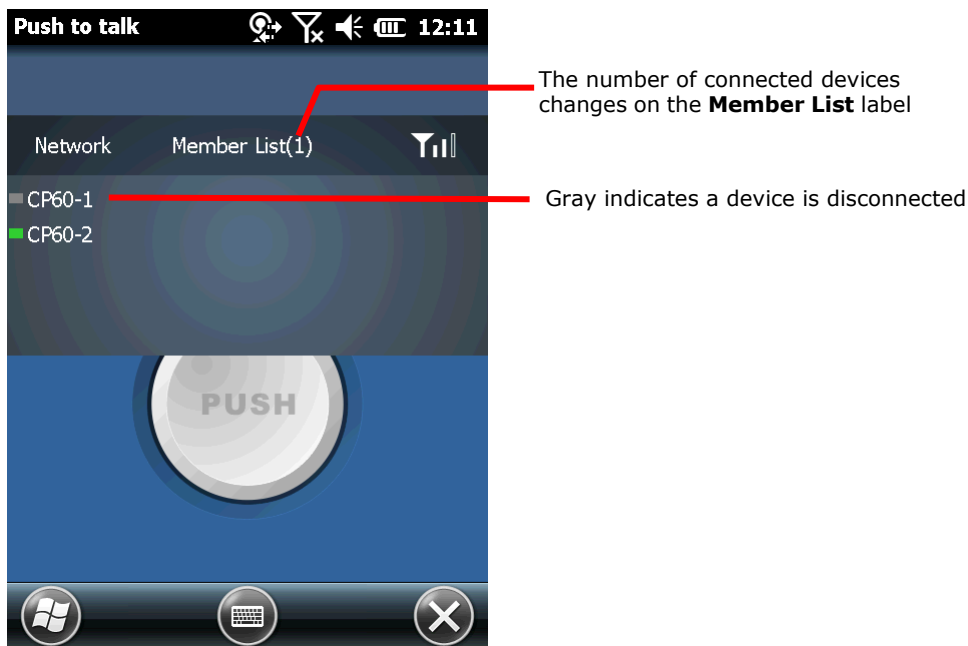 Push to talk 12:11
The number of connected devices
changes on the Member List label
Network Member List(1)
CP60-1
Gray indicates a device is disconnected
CP60-2
PUSH